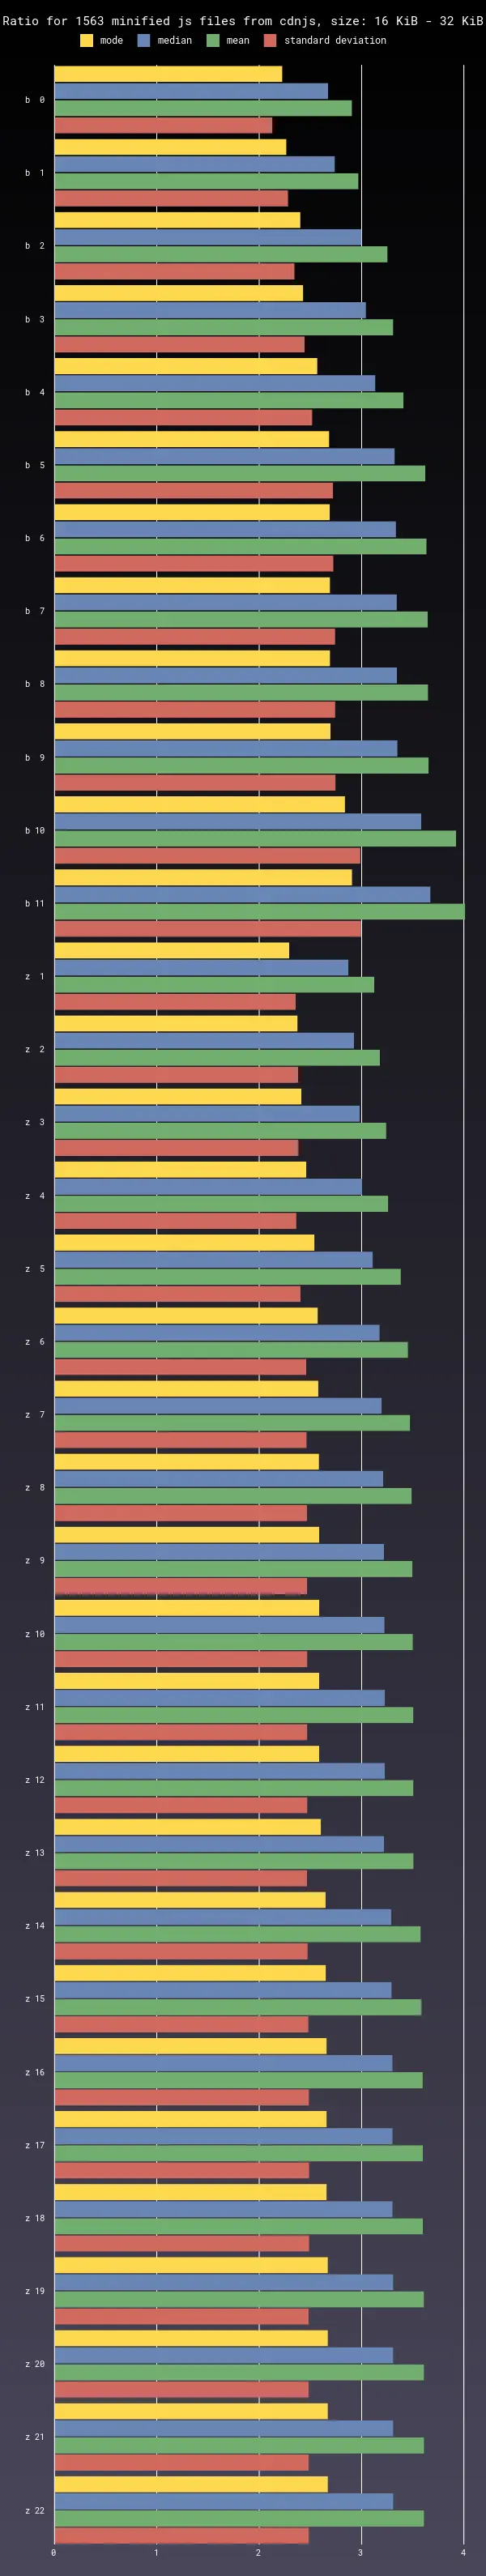 Ratio for 1563 minified js files from cdnjs, size: 16 KiB - 32 KiB
mode median mean standard deviation
b 0
b 1
b 2
b 3
b 4
b 5
b 6
b 7
b 8
b 9
b 10
b 11
z 1
z 2
z 3
z 4
z 5
z 6
z 7
z 8
z 9
z 10
z 11
z 12
z 13
z 14
z 15
z 16
z 17
z 18
z 19
z 20
z 21
z 22
0 1 2 3 4